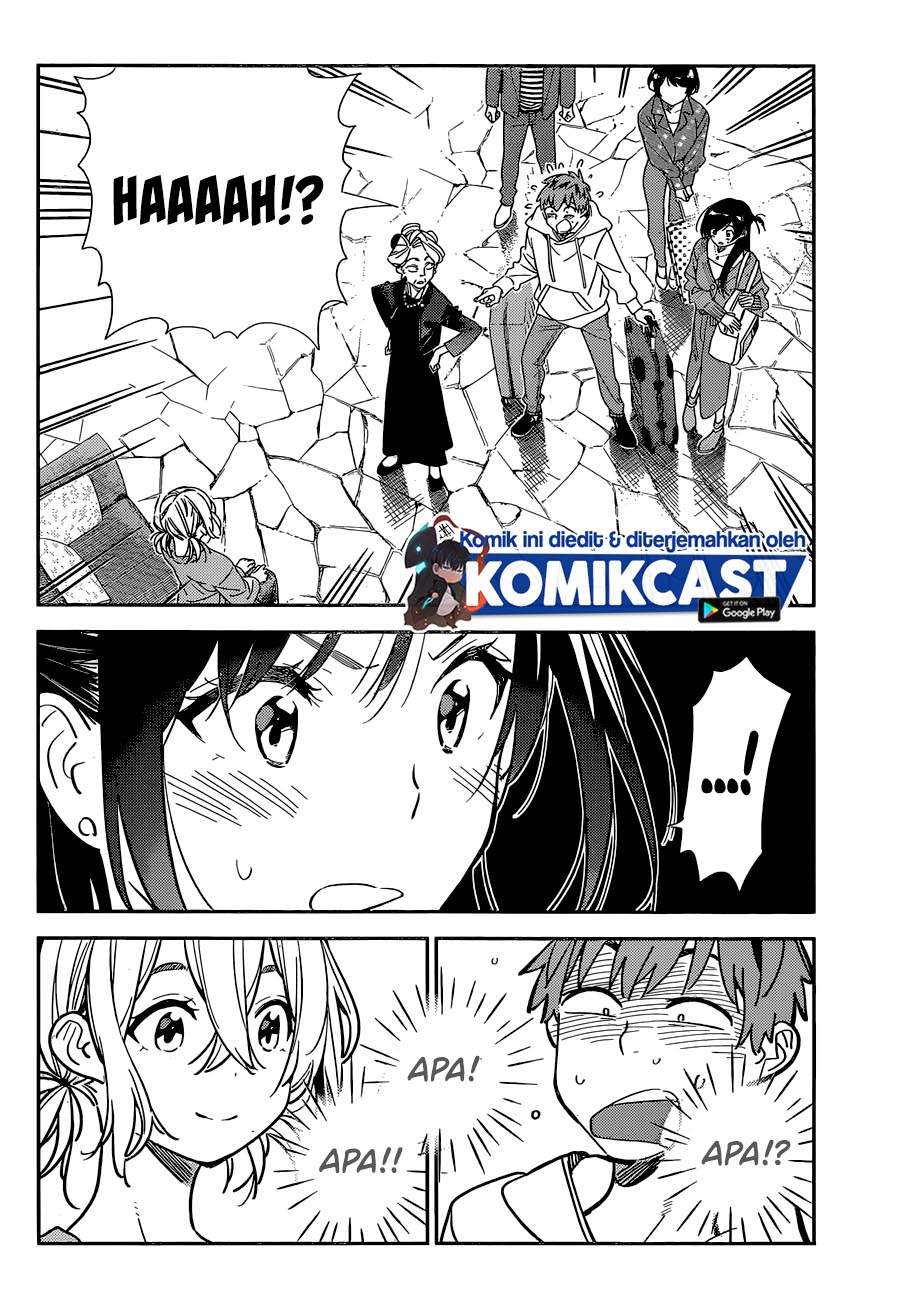 HAAAAH!?
Komik ini diedit & diterjemahkan oleh
KOMIKCAST
GET IT ON
Google Play
....!
APA!?
APA!
APA!!